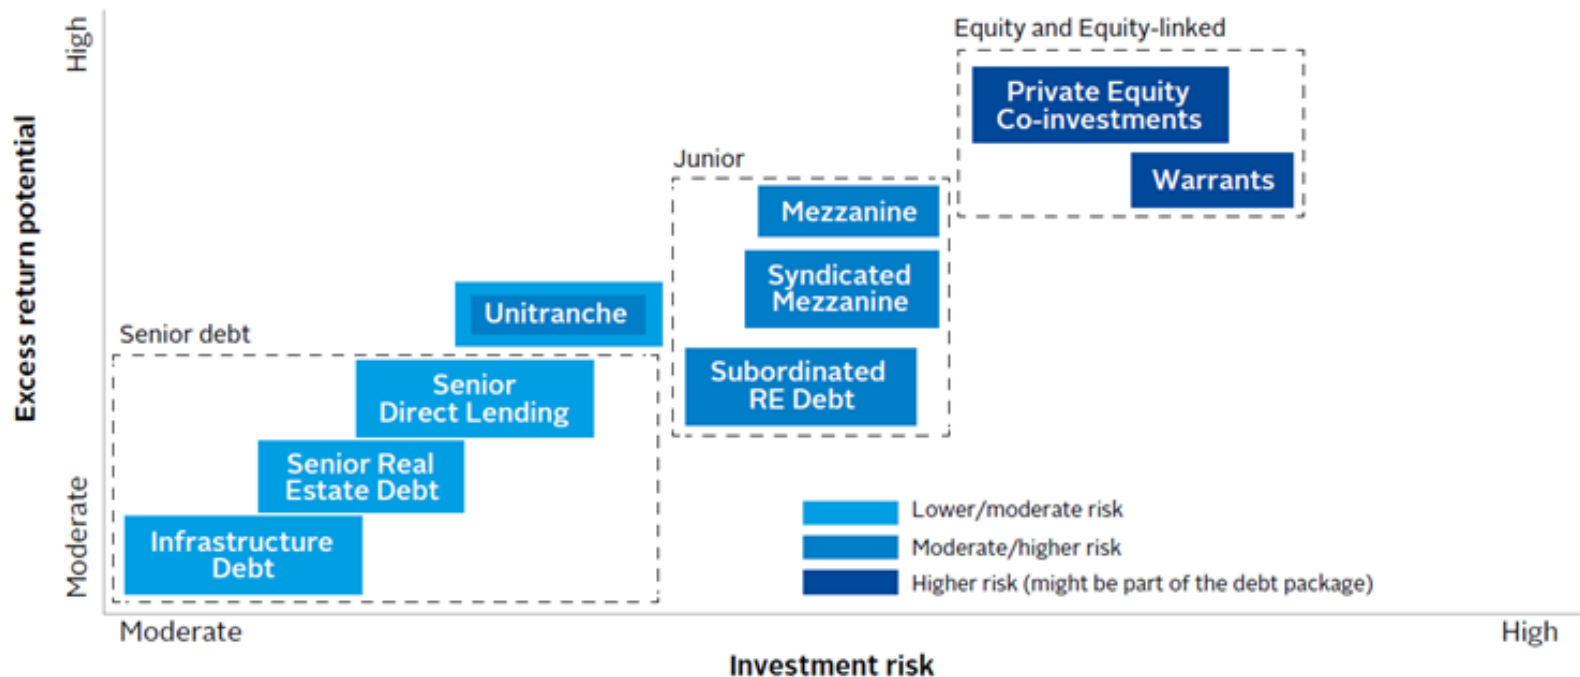 High
Excess return potential
Moderate
Equity and Equity-linked
Private Equity
Co-investments
Warrants
Junior
Mezzanine
Syndicated
Mezzanine
Subordinated
RE Debt
Unitranche
Senior debt
Senior
Direct Lending
Senior Real
Estate Debt
Infrastructure
Debt
Lower/moderate risk
Moderate/higher risk
Higher risk (might be part of the debt package)
Moderate
High
Investment risk